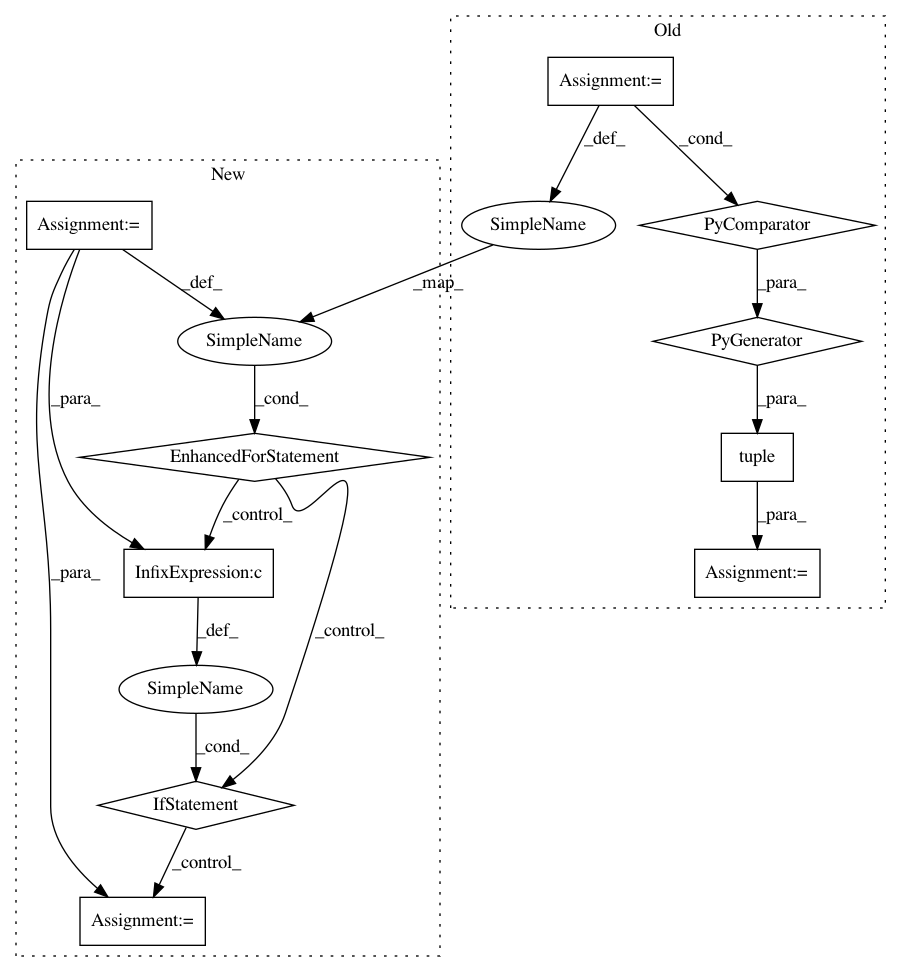 Old
Assignment:=
_def_
_cond_
New
Assignment:=
SimpleName
PyComparator
_def_
_map_
_para_
SimpleName
PyGenerator
_para_
_cond_
_para_
EnhancedForStatement
tuple
_control_
_para_
_para_
InfixExpression:c
Assignment:=
_def_
_control_
SimpleName
_cond_
IfStatement
_control_
Assignment:=